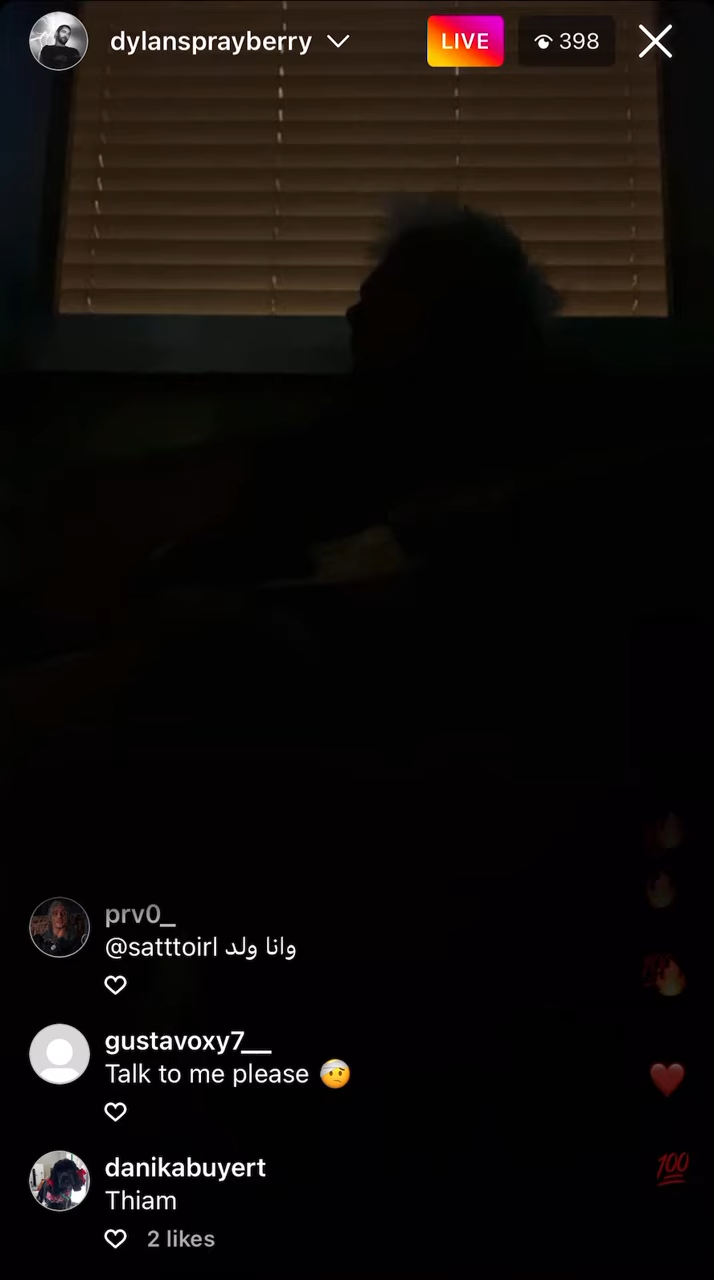 dylansprayberry
LIVE
398
prv0_
@satttoirl وانا ولد
gustavoxy7__
Talk to me please 🤕
danikabuyert
Thiam
2 likes
💯